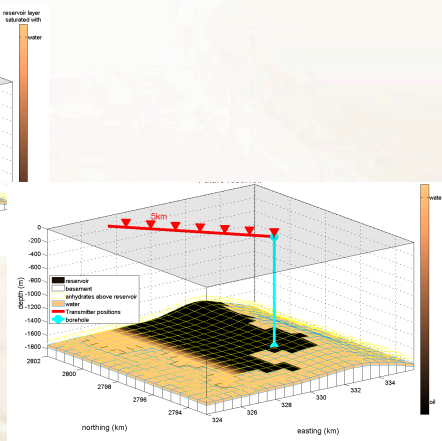 reservoir layer
saturated with
water
5km
water
0
-200
-400
-600
-800
-1000
-1200
-1400
-1600
-1800
depth (m)
reservoir
basement
anhydrates above reservoir
water
Transmitter positions
borehole
oil
2802
2800
2798
2796
2794
324
326
328
330
332
334
northing (km)
easting (km)